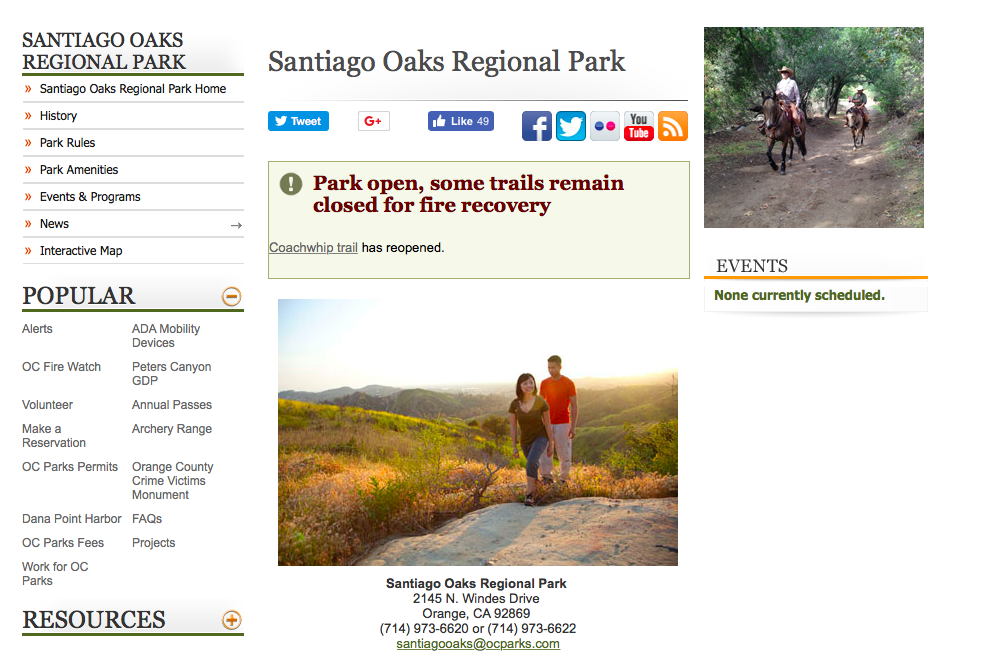 SANTIAGO OAKS
REGIONAL PARK
» Santiago Oaks Regional Park Home
» History
» Park Rules
» Park Amenities
» Events & Programs
» News →
» Interactive Map
POPULAR
Alerts
ADA Mobility
Devices
OC Fire Watch
Peters Canyon
GDP
Volunteer
Annual Passes
Make a
Reservation
Archery Range
OC Parks Permits
Orange County
Crime Victims
Monument
Dana Point Harbor
FAQs
OC Parks Fees
Projects
Work for OC
Parks
RESOURCES
Santiago Oaks Regional Park
Tweet
G+
Like 49
You
Tube
Park open, some trails remain
closed for fire recovery
Coachwhip trail has reopened.
Santiago Oaks Regional Park
2145 N. Windes Drive
Orange, CA 92869
(714) 973-6620 or (714) 973-6622
santiagooaks@ocparks.com
EVENTS
None currently scheduled.